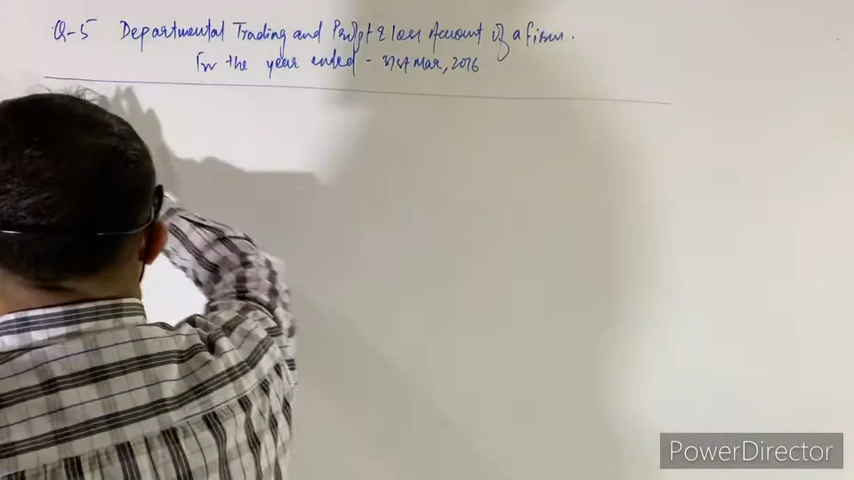 Q-5 Departmental Trading and Profit & loss Account of a firm.
For the year ended - 31st Mar, 2016
PowerDirector